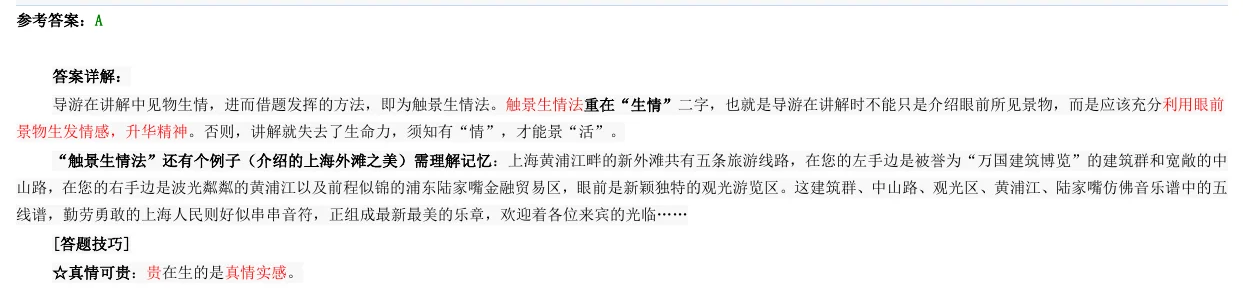 参考答案：A
答案详解：
导游在讲解中见物生情，进而借题发挥的方法，即为触景生情法。触景生情法重在“生情”二字，也就是导游在讲解时不能只是介绍眼前所见景物，而是应该充分利用眼前
景物生发情感，升华精神。否则，讲解就失去了生命力，须知有“情”，才能景“活”。
“触景生情法”还有个例子（介绍的上海外滩之美）需理解记忆：上海黄浦江畔的新外滩共有五条旅游线路，在您的左手边是被誉为“万国建筑博览”的建筑群和宽敞的中
山路，在您的右手边是波光粼粼的黄浦江以及前程似锦的浦东陆家嘴金融贸易区，眼前是新颖独特的观光游览区。这建筑群、中山路、观光区、黄浦江、陆家嘴仿佛音乐谱中的五
线谱，勤劳勇敢的上海人民则好似串串音符，正组成最新最美的乐章，欢迎着各位来宾的光临……
[答题技巧]
☆真情可贵：贵在生的是真情实感。